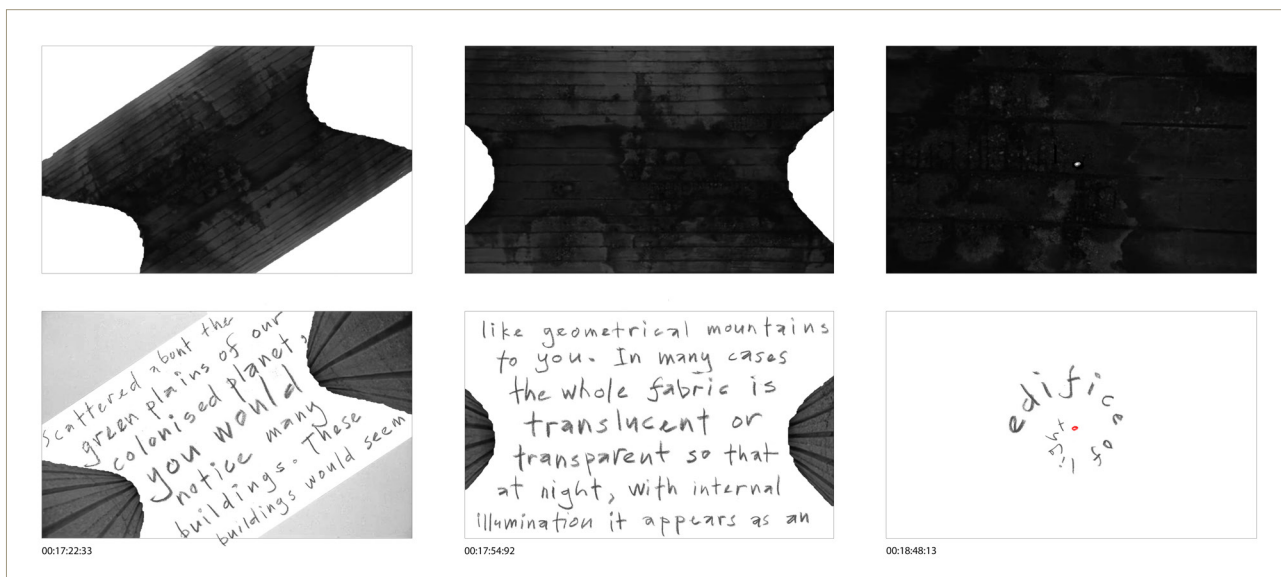 Scattered about the
green plains of our
colonised planet,
you would
notice many
buildings. These
buildings would seem
00:17:22:33
like geometrical mountains
to you. In many cases
the whole fabric is
translucent or
transparent so that
at night, with internal
illumination it appears as an
00:17:54:92
edifice of light
00:18:48:13